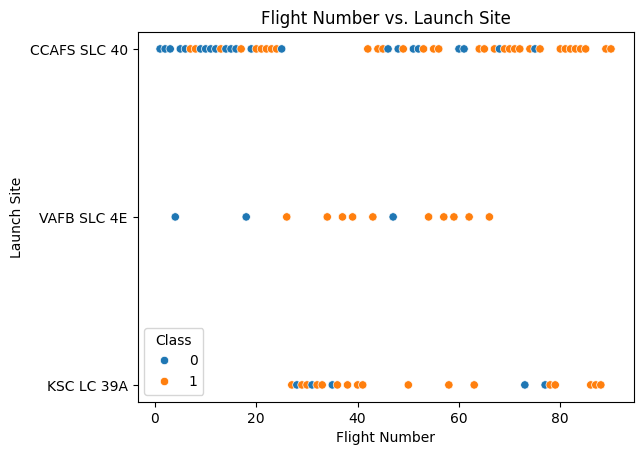 Flight Number vs. Launch Site
CCAFS SLC 40
VAFB SLC 4E
KSC LC 39A
Launch Site
Class
0
1
0 20 40 60 80
Flight Number